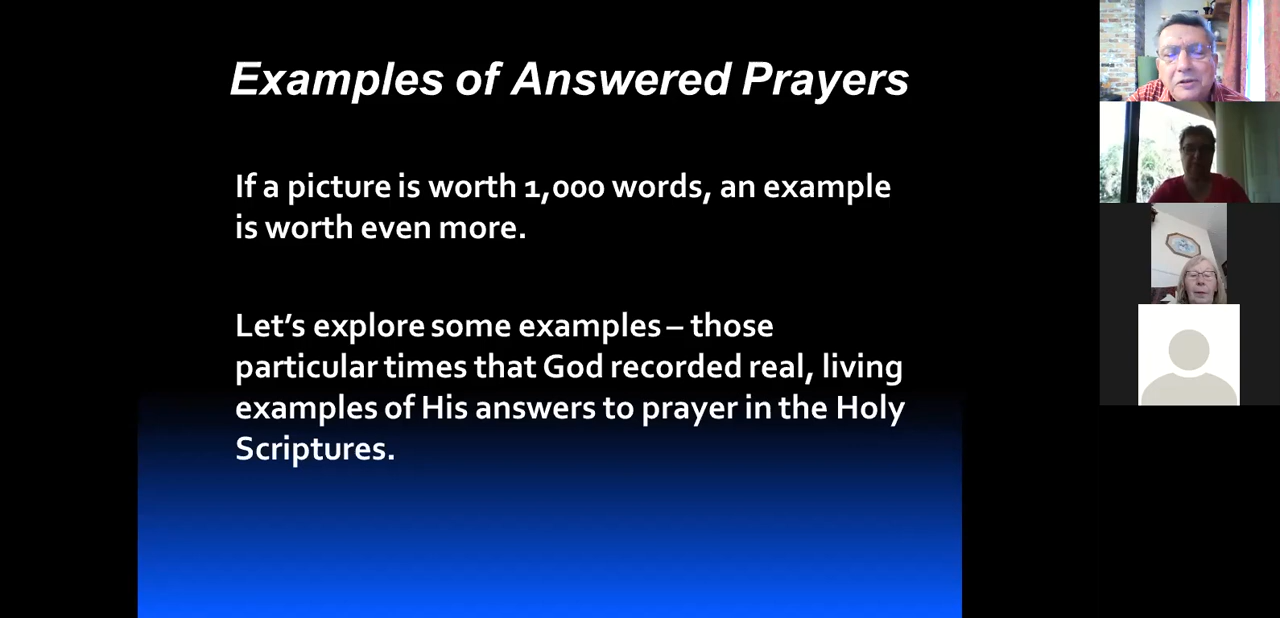 Examples of Answered Prayers
If a picture is worth 1,000 words, an example
is worth even more.
Let’s explore some examples – those
particular times that God recorded real, living
examples of His answers to prayer in the Holy
Scriptures.